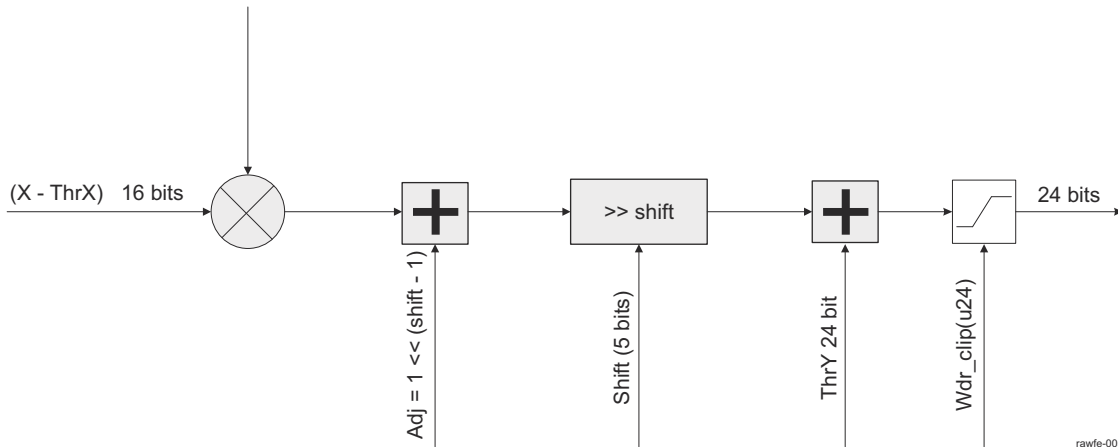 (X - ThrX) 16 bits
>> shift
24 bits
Adj = 1 << (shift - 1)
Shift (5 bits)
ThrY 24 bit
Wdr_clip(u24)
rawfe-00